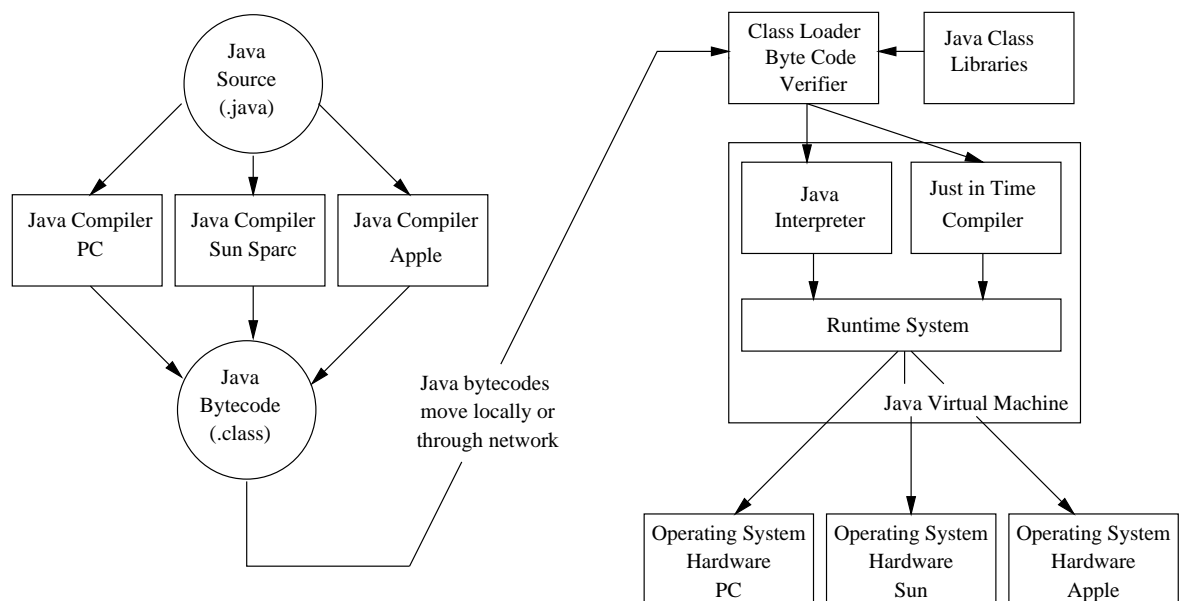 Java
Source
(.java)
Java Compiler
PC
Java Compiler
Sun Sparc
Java Compiler
Apple
Java
Bytecode
(.class)
Java bytecodes
move locally or
through network
Class Loader
Byte Code
Verifier
Java Class
Libraries
Java
Interpreter
Just in Time
Compiler
Runtime System
Java Virtual Machine
Operating System
Hardware
PC
Operating System
Hardware
Sun
Operating System
Hardware
Apple